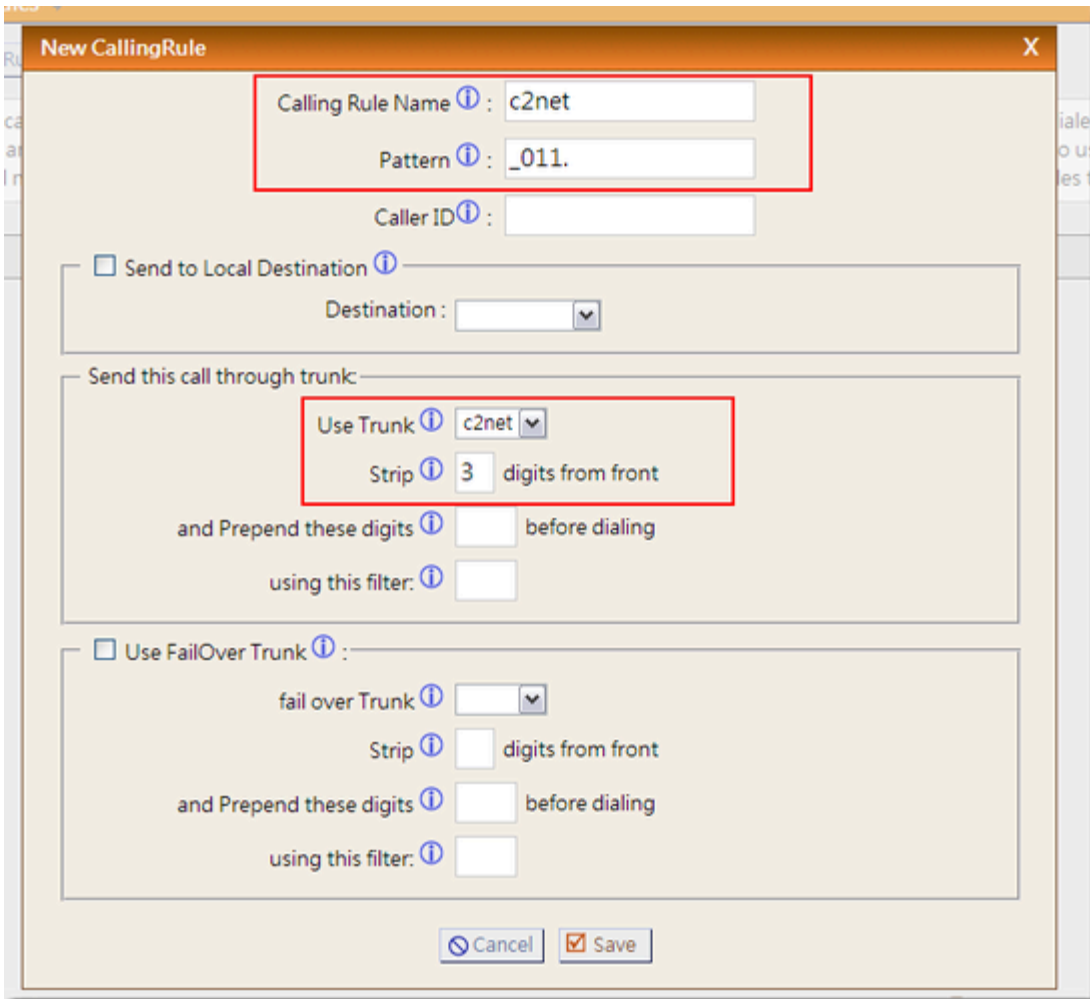 New CallingRule X
Calling Rule Name ⓘ : c2net
Pattern ⓘ : _011.
Caller ID ⓘ :
Send to Local Destination ⓘ
Destination :
Send this call through trunk:
Use Trunk ⓘ c2net
Strip ⓘ 3 digits from front
and Prepend these digits ⓘ before dialing
using this filter: ⓘ
Use FailOver Trunk ⓘ :
fail over Trunk ⓘ
Strip ⓘ digits from front
and Prepend these digits ⓘ before dialing
using this filter: ⓘ
Cancel Save